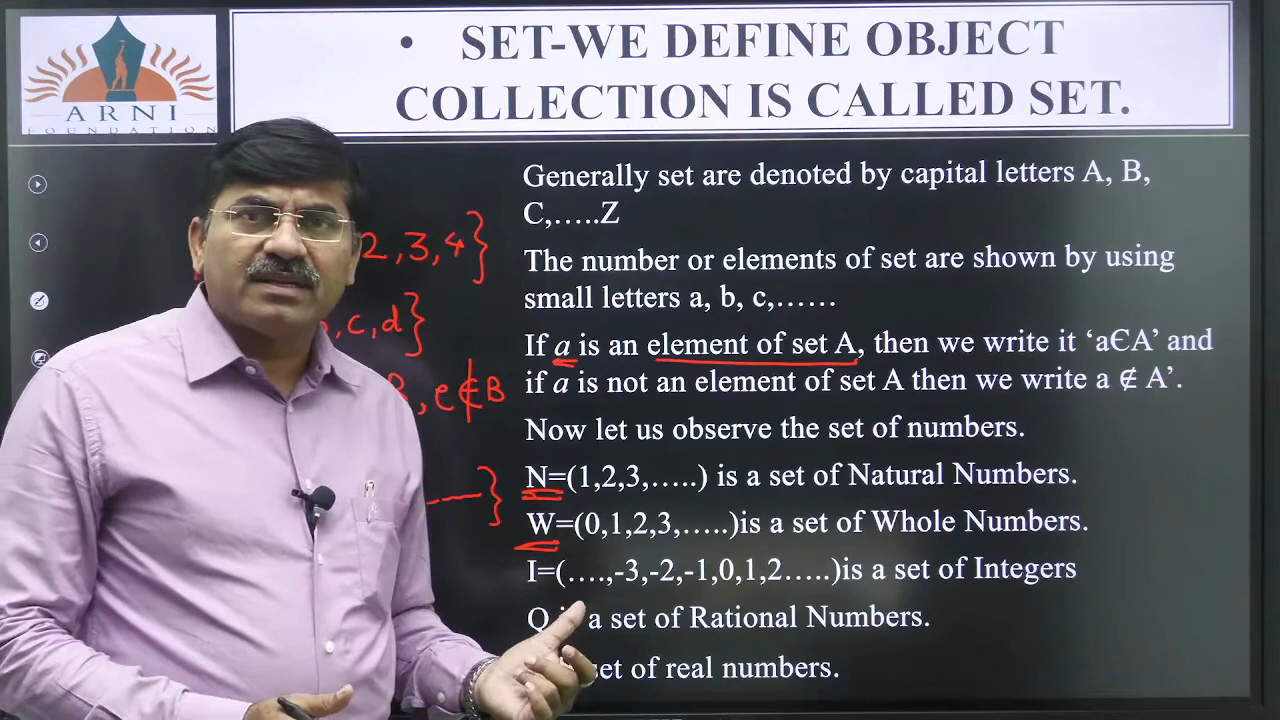 ARNI
FOUNDATION
• SET-WE DEFINE OBJECT
COLLECTION IS CALLED SET.
Generally set are denoted by capital letters A, B,
C,…..Z
The number or elements of set are shown by using
small letters a, b, c,……
If a is an element of set A, then we write it ‘aЄA’ and
if a is not an element of set A then we write a ∉ A’.
Now let us observe the set of numbers.
N=(1,2,3,…..) is a set of Natural Numbers.
W=(0,1,2,3,…..)is a set of Whole Numbers.
I=(….,-3,-2,-1,0,1,2…..)is a set of Integers
Q is a set of Rational Numbers.
set of real numbers.
2,3,4}
,c,d}
, e∉B
}